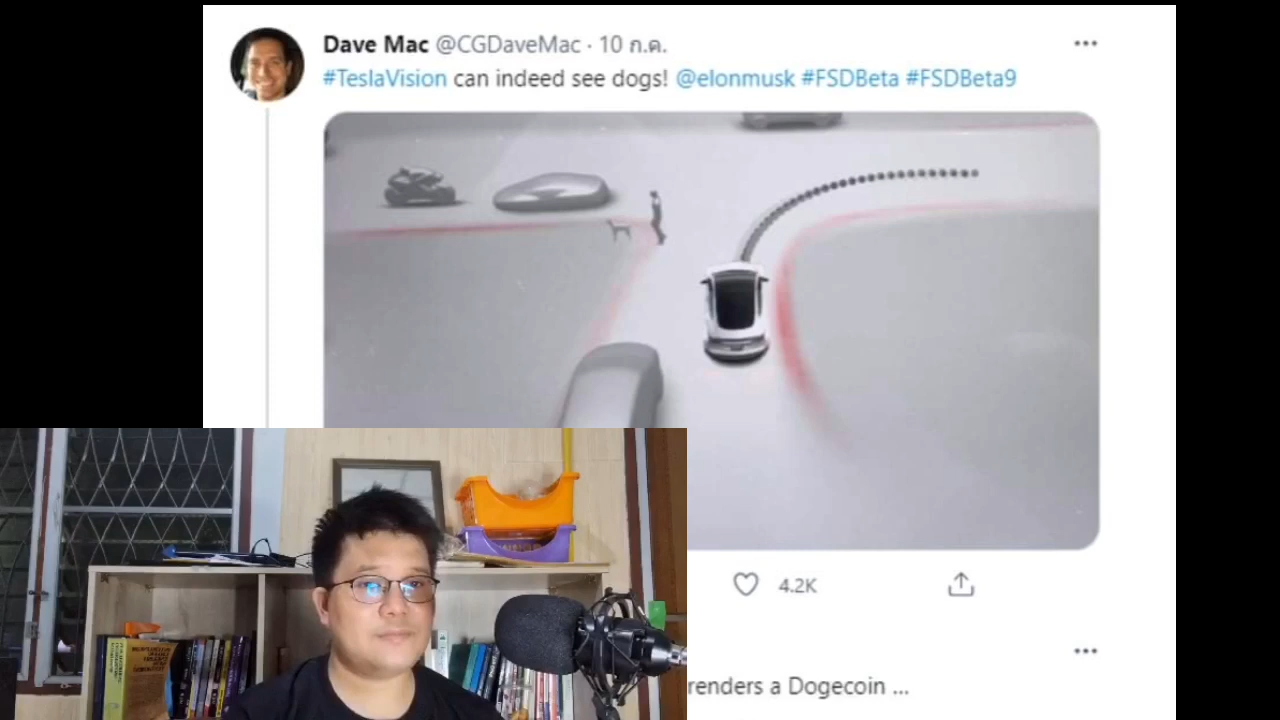 Dave Mac @CGDaveMac · 10 ก.ค.
#TeslaVision can indeed see dogs! @elonmusk #FSDBeta #FSDBeta9
4.2K
renders a Dogecoin ...